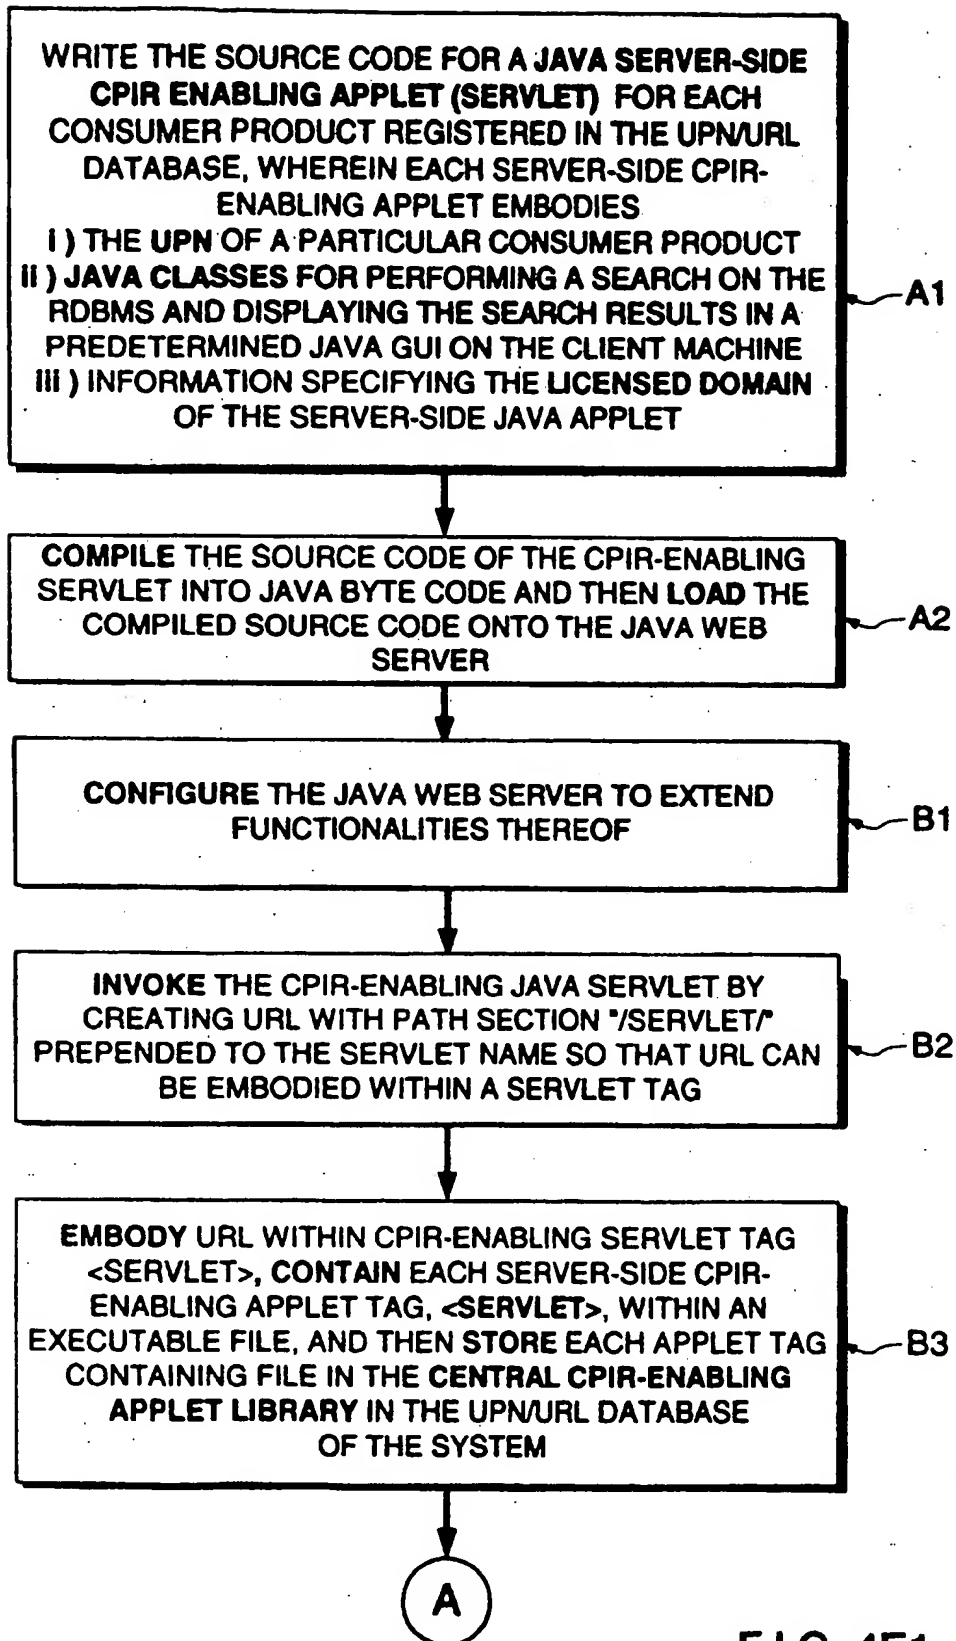 WRITE THE SOURCE CODE FOR A JAVA SERVER-SIDE
CPIR ENABLING APPLET (SERVLET) FOR EACH
CONSUMER PRODUCT REGISTERED IN THE UPN/URL
DATABASE, WHEREIN EACH SERVER-SIDE CPIR-
ENABLING APPLET EMBODIES
i ) THE UPN OF A PARTICULAR CONSUMER PRODUCT
ii ) JAVA CLASSES FOR PERFORMING A SEARCH ON THE
RDBMS AND DISPLAYING THE SEARCH RESULTS IN A
PREDETERMINED JAVA GUI ON THE CLIENT MACHINE
iii ) INFORMATION SPECIFYING THE LICENSED DOMAIN
OF THE SERVER-SIDE JAVA APPLET
A1
COMPILE THE SOURCE CODE OF THE CPIR-ENABLING
SERVLET INTO JAVA BYTE CODE AND THEN LOAD THE
COMPILED SOURCE CODE ONTO THE JAVA WEB
SERVER
A2
CONFIGURE THE JAVA WEB SERVER TO EXTEND
FUNCTIONALITIES THEREOF
B1
INVOKE THE CPIR-ENABLING JAVA SERVLET BY
CREATING URL WITH PATH SECTION "/SERVLET/"
PREPENDED TO THE SERVLET NAME SO THAT URL CAN
BE EMBODIED WITHIN A SERVLET TAG
B2
EMBODY URL WITHIN CPIR-ENABLING SERVLET TAG
<SERVLET>, CONTAIN EACH SERVER-SIDE CPIR-
ENABLING APPLET TAG, <SERVLET>, WITHIN AN
EXECUTABLE FILE, AND THEN STORE EACH APPLET TAG
CONTAINING FILE IN THE CENTRAL CPIR-ENABLING
APPLET LIBRARY IN THE UPN/URL DATABASE
OF THE SYSTEM
B3
A